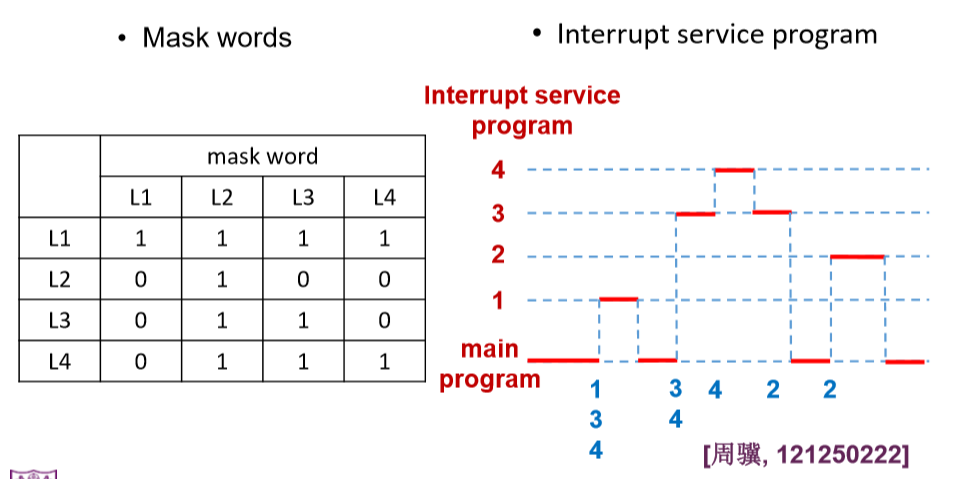 • Mask words
mask word
L1 L2 L3 L4
L1 1 1 1 1
L2 0 1 0 0
L3 0 1 1 0
L4 0 1 1 1
• Interrupt service program
Interrupt service
program
4
3
2
1
main
program
1 3 4 2 2
3 4
4
[周骥, 121250222]